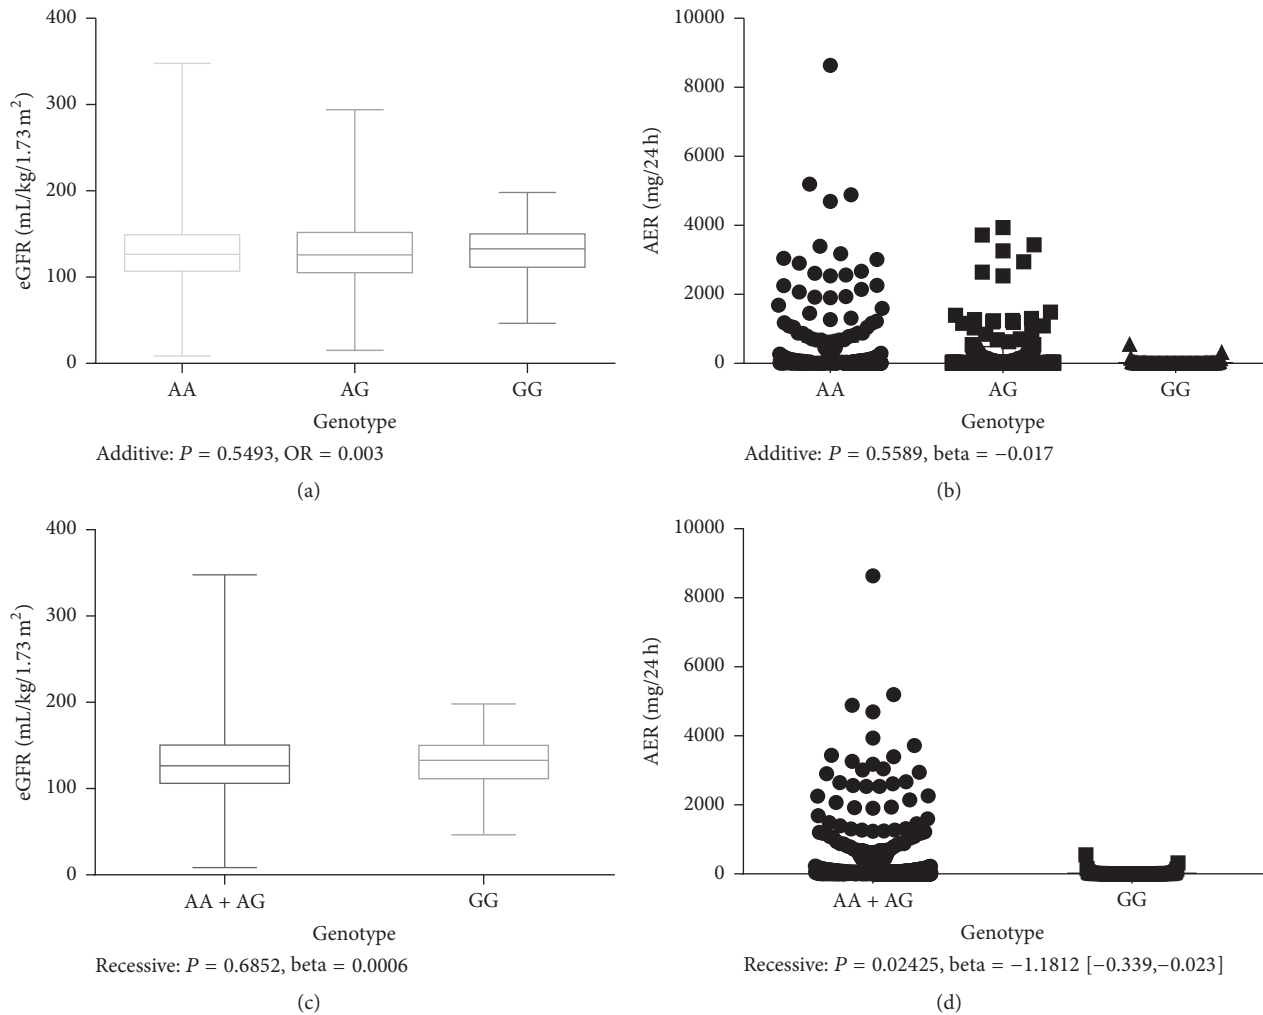 400
300
200
100
0
eGFR (mL/kg/1.73 m²)
AA AG GG
Genotype
Additive: P = 0.5493, OR = 0.003
(a)
10000
8000
6000
4000
2000
0
AER (mg/24 h)
AA AG GG
Genotype
Additive: P = 0.5589, beta = −0.017
(b)
400
300
200
100
0
eGFR (mL/kg/1.73 m²)
AA + AG GG
Genotype
Recessive: P = 0.6852, beta = 0.0006
(c)
10000
8000
6000
4000
2000
0
AER (mg/24 h)
AA + AG GG
Genotype
Recessive: P = 0.02425, beta = −1.1812 [−0.339,−0.023]
(d)